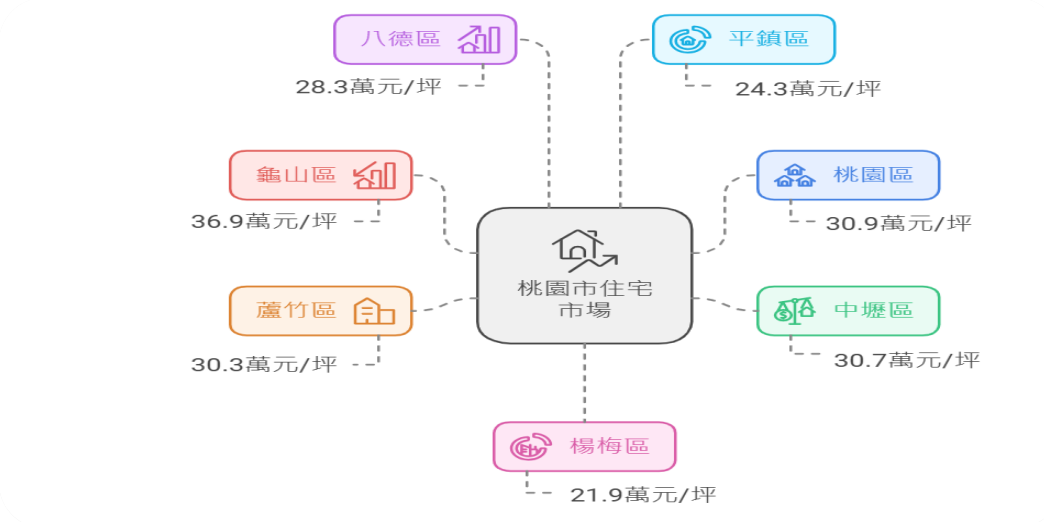 八德區
28.3萬元/坪
平鎮區
24.3萬元/坪
龜山區
36.9萬元/坪
桃園區
30.9萬元/坪
桃園市住宅
市場
蘆竹區
30.3萬元/坪
中壢區
30.7萬元/坪
楊梅區
21.9萬元/坪